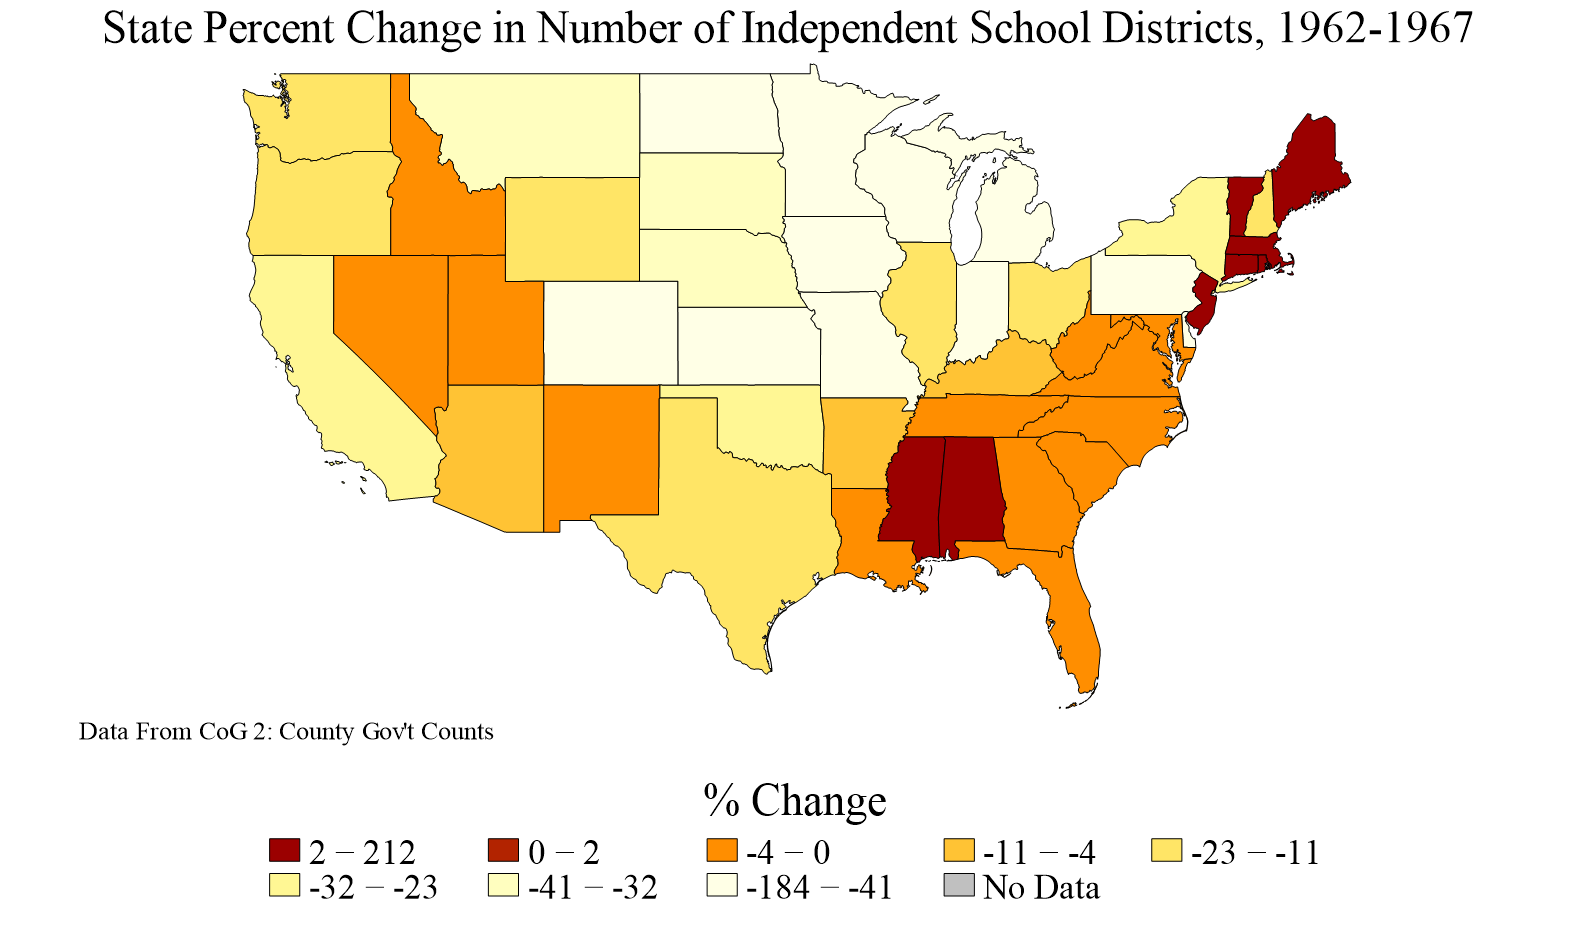 State Percent Change in Number of Independent School Districts, 1962-1967
Data From CoG 2: County Gov't Counts
% Change
2 – 212 0 – 2 -4 – 0 -11 – -4 -23 – -11
-32 – -23 -41 – -32 -184 – -41 No Data